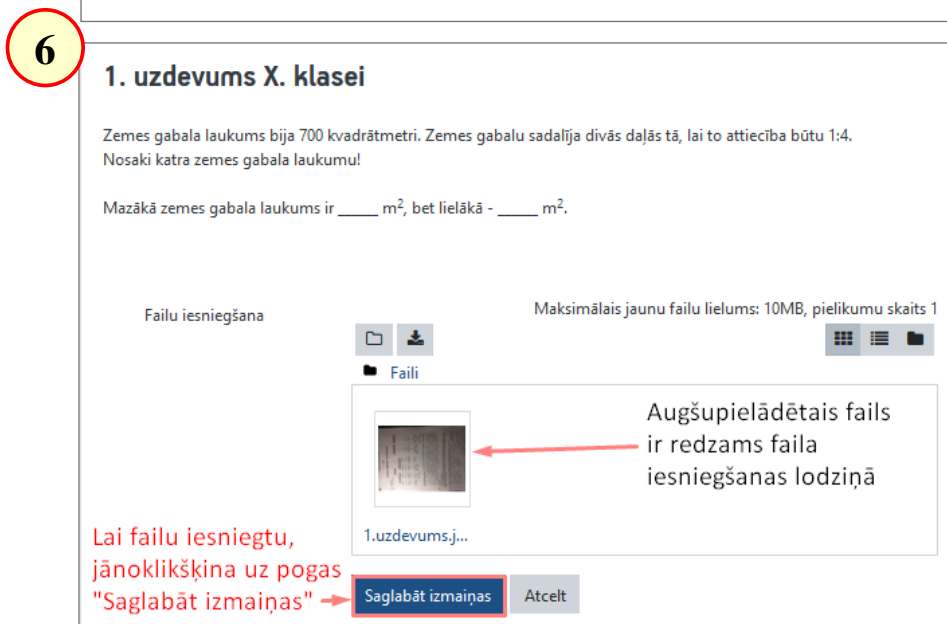 6
1. uzdevums X. klasei
Zemes gabala laukums bija 700 kvadrātmetri. Zemes gabalu sadalīja divās daļās tā, lai to attiecība būtu 1:4.
Nosaki katra zemes gabala laukumu!
Mazākā zemes gabala laukums ir _____ m², bet lielākā - _____ m².
Failu iesniegšana
Maksimālais jaunu failu lielums: 10MB, pielikumu skaits 1
Faili
Augšupielādētais fails
ir redzams faila
iesniegšanas lodziņā
1.uzdevums.j...
Lai failu iesniegtu,
jānoklikšķina uz pogas
"Saglabāt izmaiņas"
Saglabāt izmaiņas
Atcelt